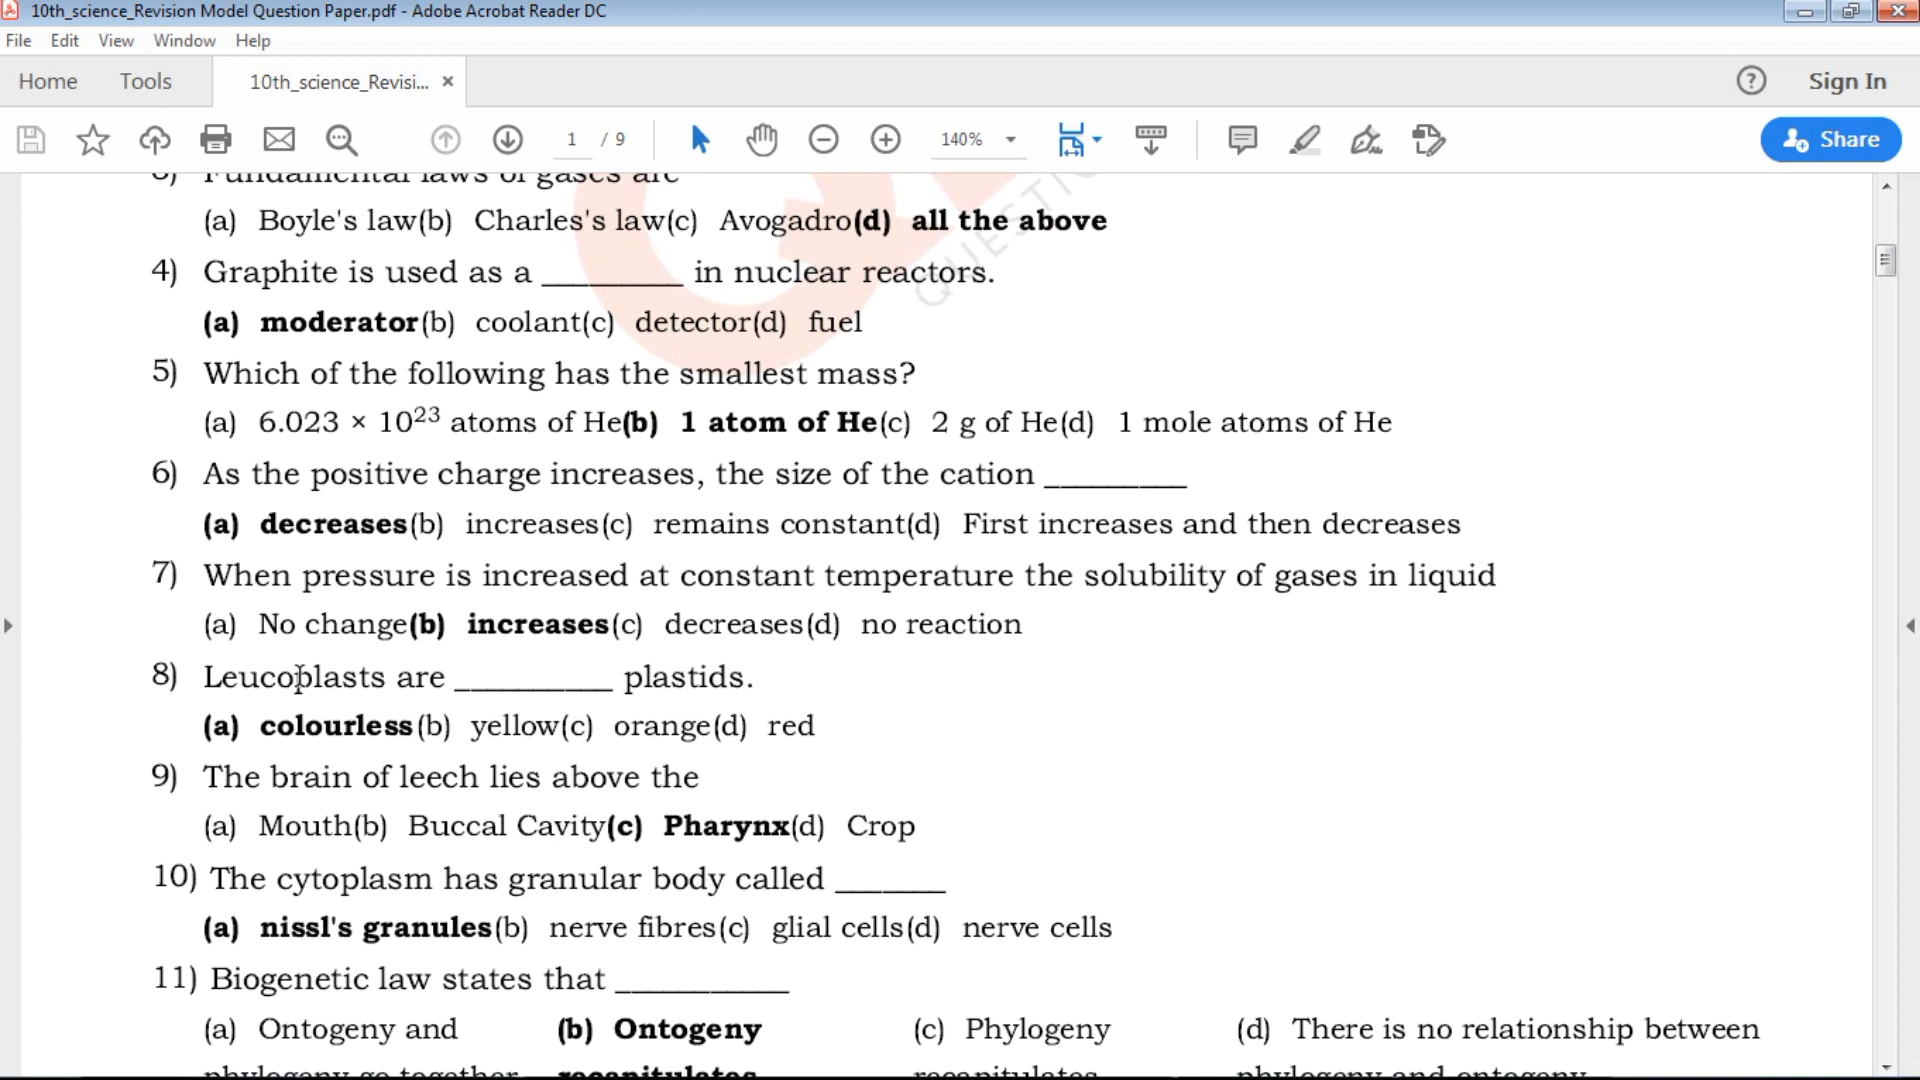 10th_science_Revision Model Question Paper.pdf - Adobe Acrobat Reader DC
File Edit View Window Help
Home Tools 10th_science_Revisi... ×
? Sign In
1 / 9 140% Share
3) Fundamental laws of gases are
(a) Boyle's law(b) Charles's law(c) Avogadro(d) all the above
4) Graphite is used as a _________ in nuclear reactors.
(a) moderator(b) coolant(c) detector(d) fuel
5) Which of the following has the smallest mass?
(a) 6.023 × 10²³ atoms of He(b) 1 atom of He(c) 2 g of He(d) 1 mole atoms of He
6) As the positive charge increases, the size of the cation _________
(a) decreases(b) increases(c) remains constant(d) First increases and then decreases
7) When pressure is increased at constant temperature the solubility of gases in liquid
(a) No change(b) increases(c) decreases(d) no reaction
8) Leucoplasts are __________ plastids.
(a) colourless(b) yellow(c) orange(d) red
9) The brain of leech lies above the
(a) Mouth(b) Buccal Cavity(c) Pharynx(d) Crop
10) The cytoplasm has granular body called _______
(a) nissl's granules(b) nerve fibres(c) glial cells(d) nerve cells
11) Biogenetic law states that ___________
(a) Ontogeny and (b) Ontogeny (c) Phylogeny (d) There is no relationship between
phylogeny go together recapitulates recapitulates phylogeny and ontogeny